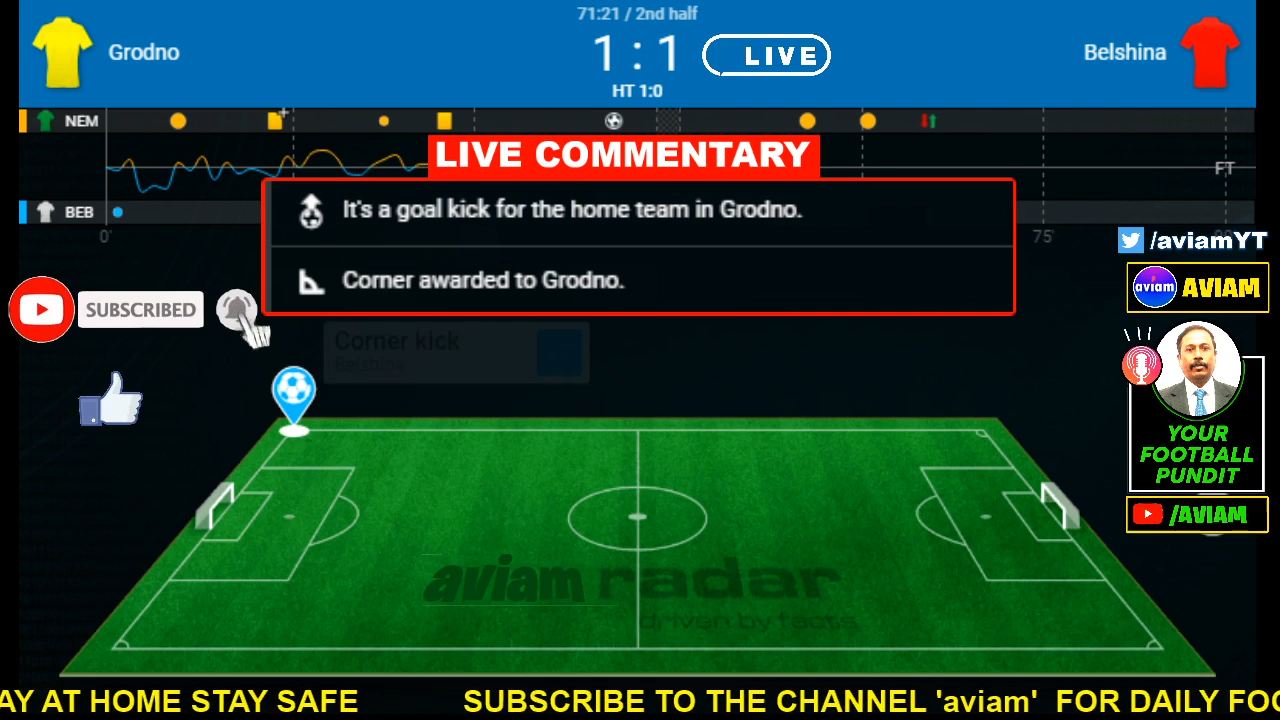 71:21 / 2nd half
Grodno
1 : 1
LIVE
Belshina
HT 1:0
NEM
LIVE COMMENTARY
FT
It's a goal kick for the home team in Grodno.
BEB
0'
75'
90'
/aviamYT
Corner awarded to Grodno.
aviam
AVIAM
SUBSCRIBED
Corner kick
Belshina
YOUR
FOOTBALL
PUNDIT
/AVIAM
aviam radar
driven by facts
AY AT HOME STAY SAFE SUBSCRIBE TO THE CHANNEL 'aviam' FOR DAILY FOO